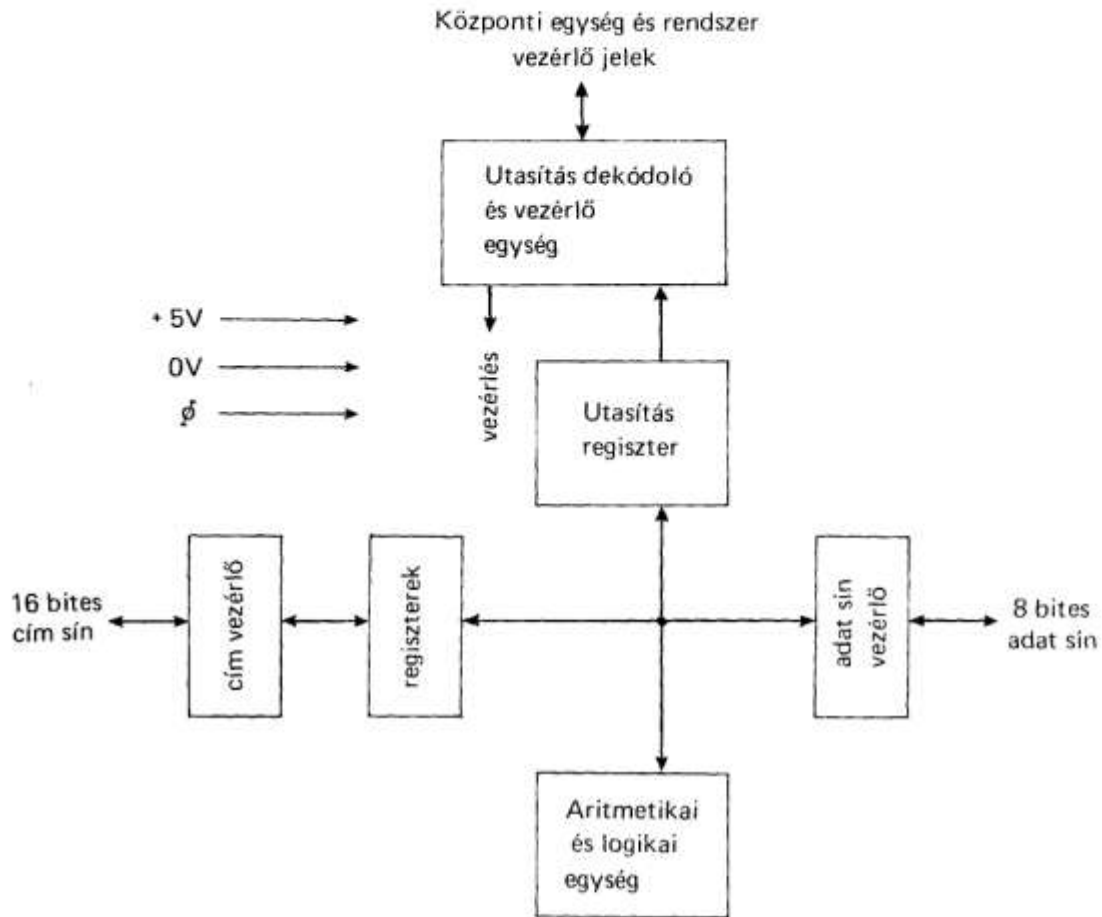 Központi egység és rendszer
vezérlő jelek
Utasítás dekódoló
és vezérlő
egység
+ 5V
0V
ϕ
vezérlés
Utasítás
regiszter
16 bites
cím sín
cím vezérlő
regiszterek
adat sin
vezérlő
8 bites
adat sín
Aritmetikai
és logikai
egység